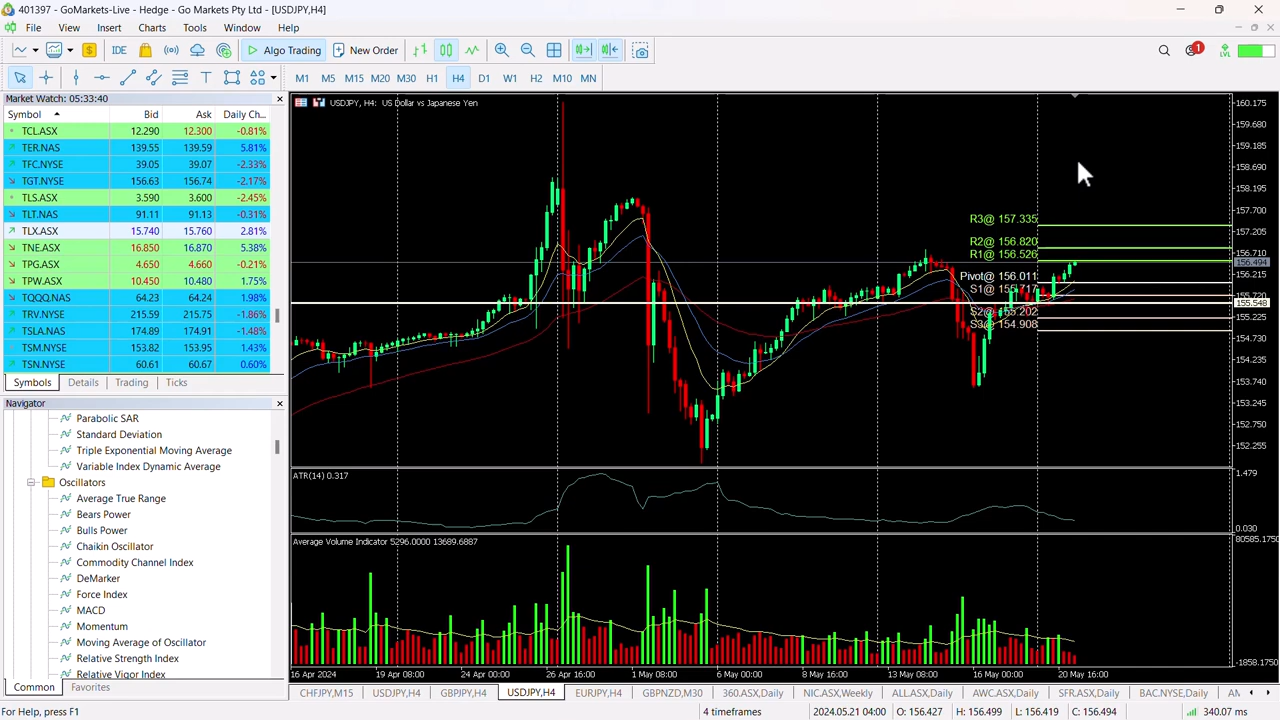 401397 - GoMarkets-Live - Hedge - Go Markets Pty Ltd - [USDJPY,H4]
File View Insert Charts Tools Window Help
IDE Algo Trading New Order 1 LVL
M1 M5 M15 M20 M30 H1 H4 D1 W1 H2 M10 MN
Market Watch: 05:33:40
Symbol Bid Ask Daily Ch...
TCL.ASX 12.290 12.300 -0.81%
TER.NAS 139.55 139.59 5.81%
TFC.NYSE 39.05 39.07 -2.33%
TGT.NYSE 156.63 156.74 -2.17%
TLS.ASX 3.590 3.600 -2.45%
TLT.NAS 91.11 91.13 -0.31%
TLX.ASX 15.740 15.760 2.81%
TNE.ASX 16.850 16.870 5.38%
TPG.ASX 4.650 4.660 -0.21%
TPW.ASX 10.450 10.480 1.75%
TQQQ.NAS 64.23 64.24 1.98%
TRV.NYSE 215.59 215.75 -1.86%
TSLA.NAS 174.89 174.91 -1.48%
TSM.NYSE 153.82 153.95 1.43%
TSN.NYSE 60.61 60.67 0.60%
Symbols Details Trading Ticks
Navigator
Parabolic SAR
Standard Deviation
Triple Exponential Moving Average
Variable Index Dynamic Average
Oscillators
Average True Range
Bears Power
Bulls Power
Chaikin Oscillator
Commodity Channel Index
DeMarker
Force Index
MACD
Momentum
Moving Average of Oscillator
Relative Strength Index
Relative Vigor Index
Common Favorites
USDJPY, H4: US Dollar vs Japanese Yen
R3@ 157.335
R2@ 156.820
R1@ 156.526
Pivot@ 156.011
S1@ 155.717
S2@ 155.202
S3@ 154.908
160.175
159.680
159.185
158.690
158.195
157.700
157.205
156.710
156.494
156.215
155.720
155.548
155.225
154.730
154.235
153.740
153.245
152.750
152.255
ATR(14) 0.317
1.479
0.030
Average Volume Indicator 5296.0000 13689.6887
80585.1750
-1858.1750
16 Apr 2024 19 Apr 08:00 24 Apr 00:00 26 Apr 16:00 1 May 08:00 6 May 00:00 8 May 16:00 13 May 08:00 16 May 00:00 20 May 16:00
CHFJPY,M15 USDJPY,H4 GBPJPY,H4 USDJPY,H4 EURJPY,H4 GBPNZD,M30 360.ASX,Daily NIC.ASX,Weekly ALL.ASX,Daily AWC.ASX,Daily SFR.ASX,Daily BAC.NYSE,Daily
For Help, press F1 4 timeframes 2024.05.21 04:00 O: 156.427 H: 156.499 L: 156.419 C: 156.494 340.07 ms